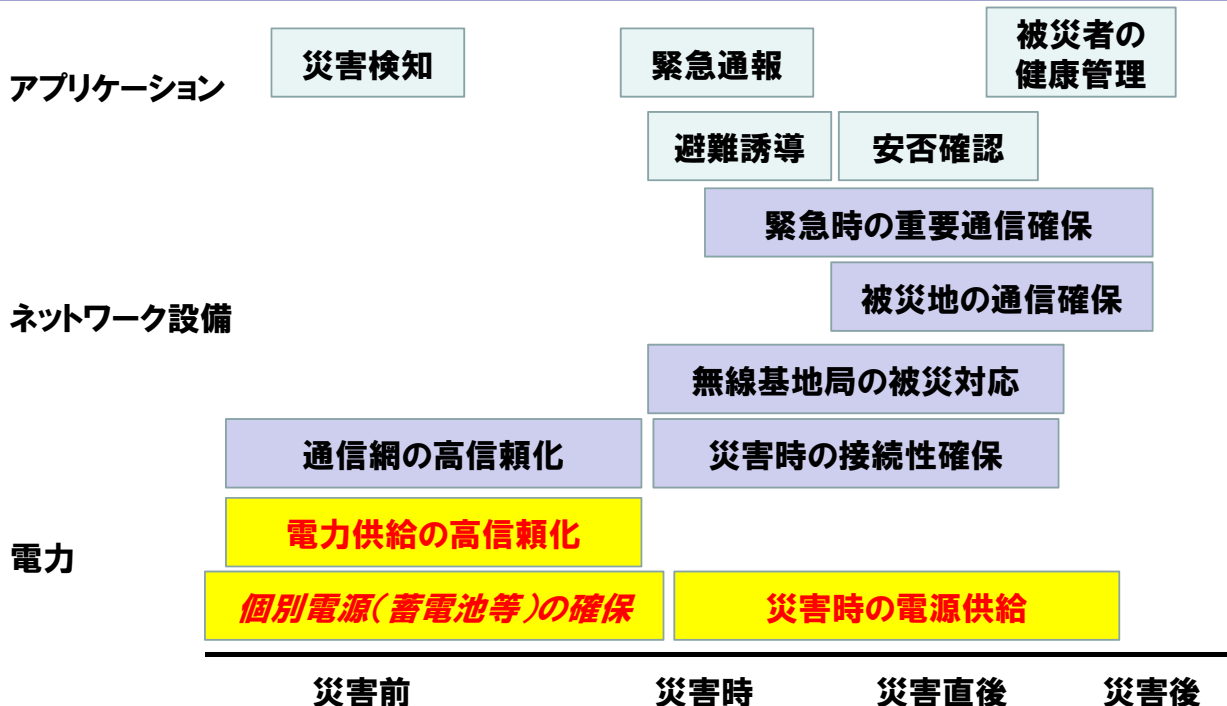 アプリケーション
災害検知
緊急通報
被災者の
健康管理
避難誘導
安否確認
緊急時の重要通信確保
ネットワーク設備
被災地の通信確保
無線基地局の被災対応
通信網の高信頼化
災害時の接続性確保
電力
電力供給の高信頼化
個別電源(蓄電池等)の確保
災害時の電源供給
災害前
災害時
災害直後
災害後